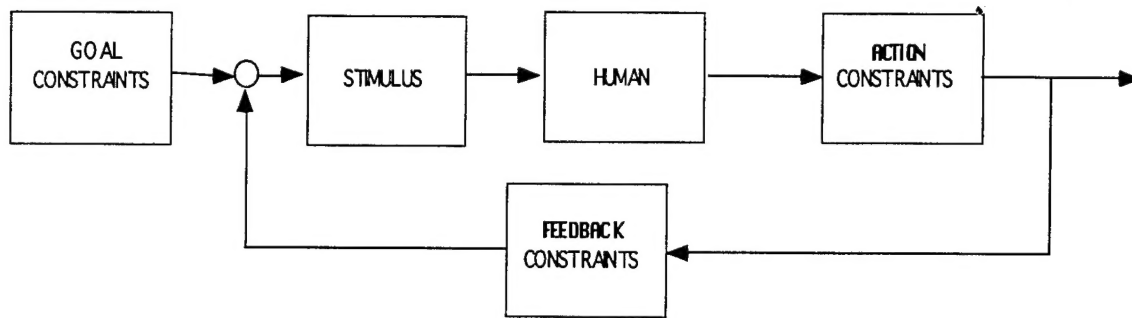 GOAL
CONSTRAINTS
STIMULUS
HUMAN
ACTION
CONSTRAINTS
FEEDBACK
CONSTRAINTS